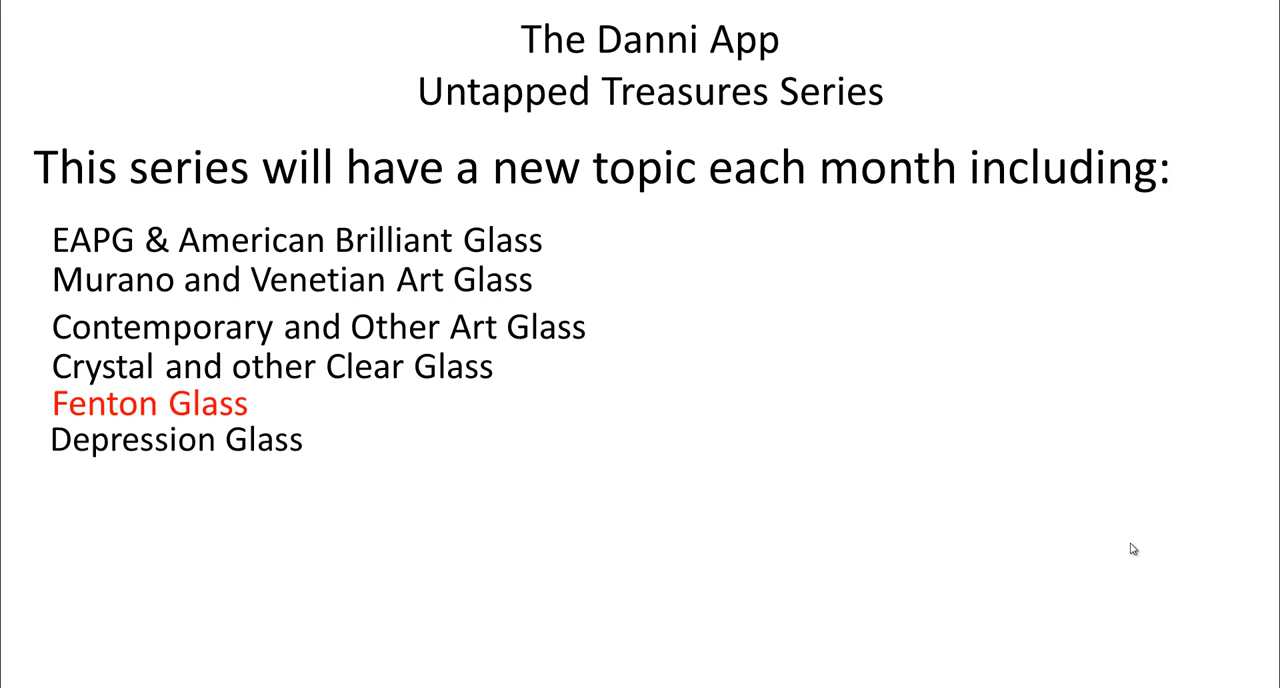 The Danni App
Untapped Treasures Series
This series will have a new topic each month including:
EAPG & American Brilliant Glass
Murano and Venetian Art Glass
Contemporary and Other Art Glass
Crystal and other Clear Glass
Fenton Glass
Depression Glass